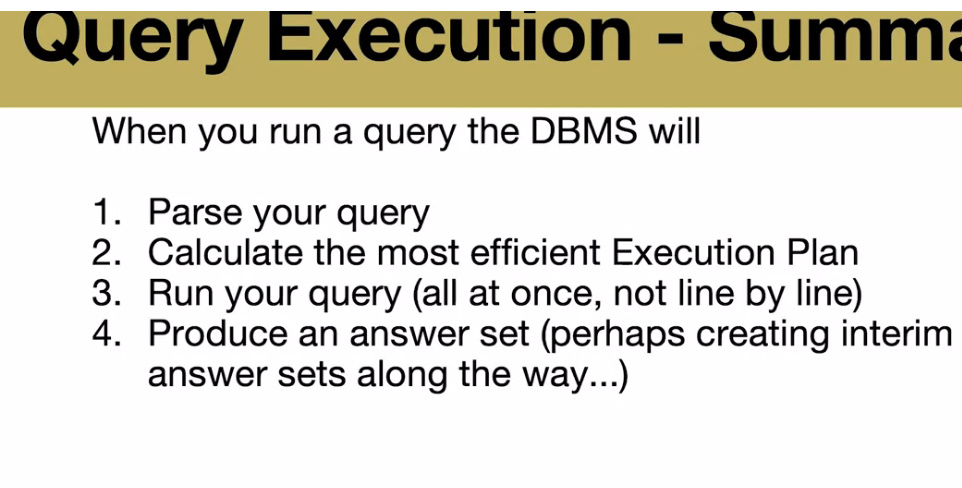 Query Execution - Summa
When you run a query the DBMS will
1. Parse your query
2. Calculate the most efficient Execution Plan
3. Run your query (all at once, not line by line)
4. Produce an answer set (perhaps creating interim
answer sets along the way...)